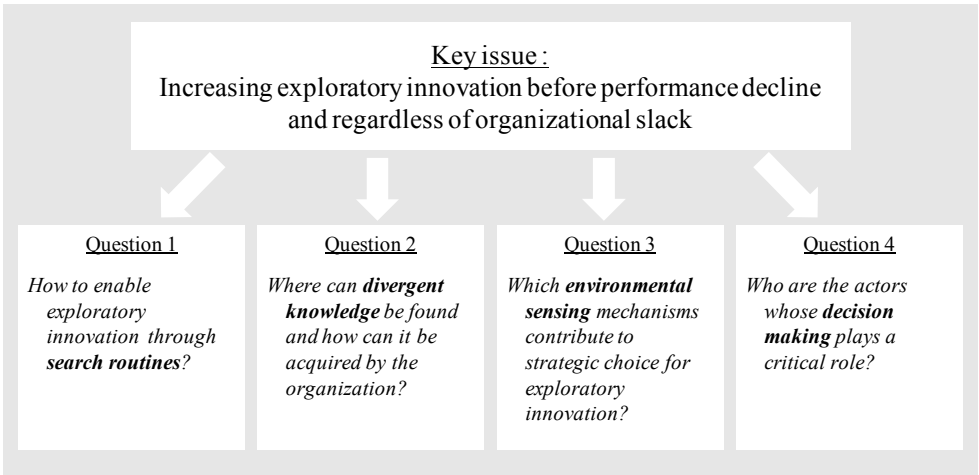 Key issue :
Increasing exploratory innovation before performance decline
and regardless of organizational slack
Question 1
How to enable
exploratory
innovation through
search routines?
Question 2
Where can divergent
knowledge be found
and how can it be
acquired by the
organization?
Question 3
Which environmental
sensing mechanisms
contribute to
strategic choice for
exploratory
innovation?
Question 4
Who are the actors
whose decision
making plays a
critical role?